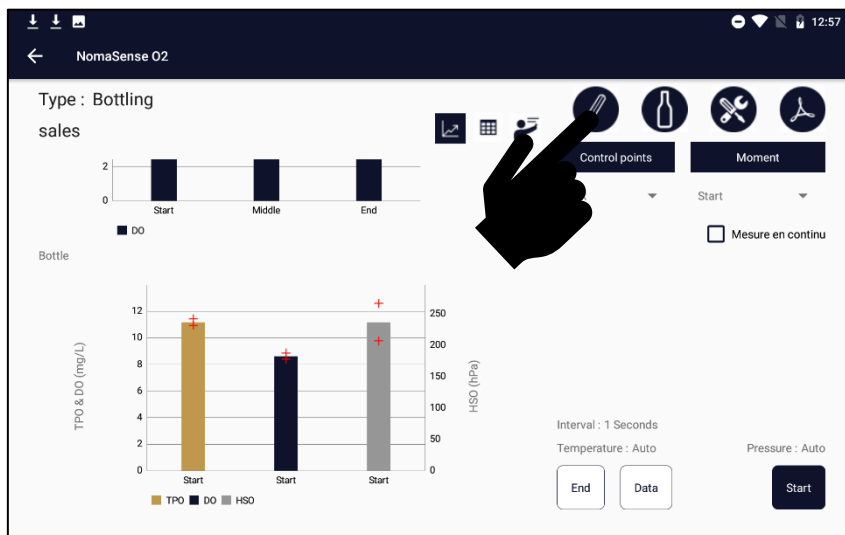 12:57
NomaSense O2
Type : Bottling
sales
Control points
Moment
Start
Mesure en continu
2
0
Start Middle End
DO
Bottle
TPO & DO (mg/L)
12
10
8
6
4
2
0
250
200
150
100
50
0
HSO (hPa)
Start Start Start
TPO DO HSO
Interval : 1 Seconds
Temperature : Auto Pressure : Auto
End Data Start